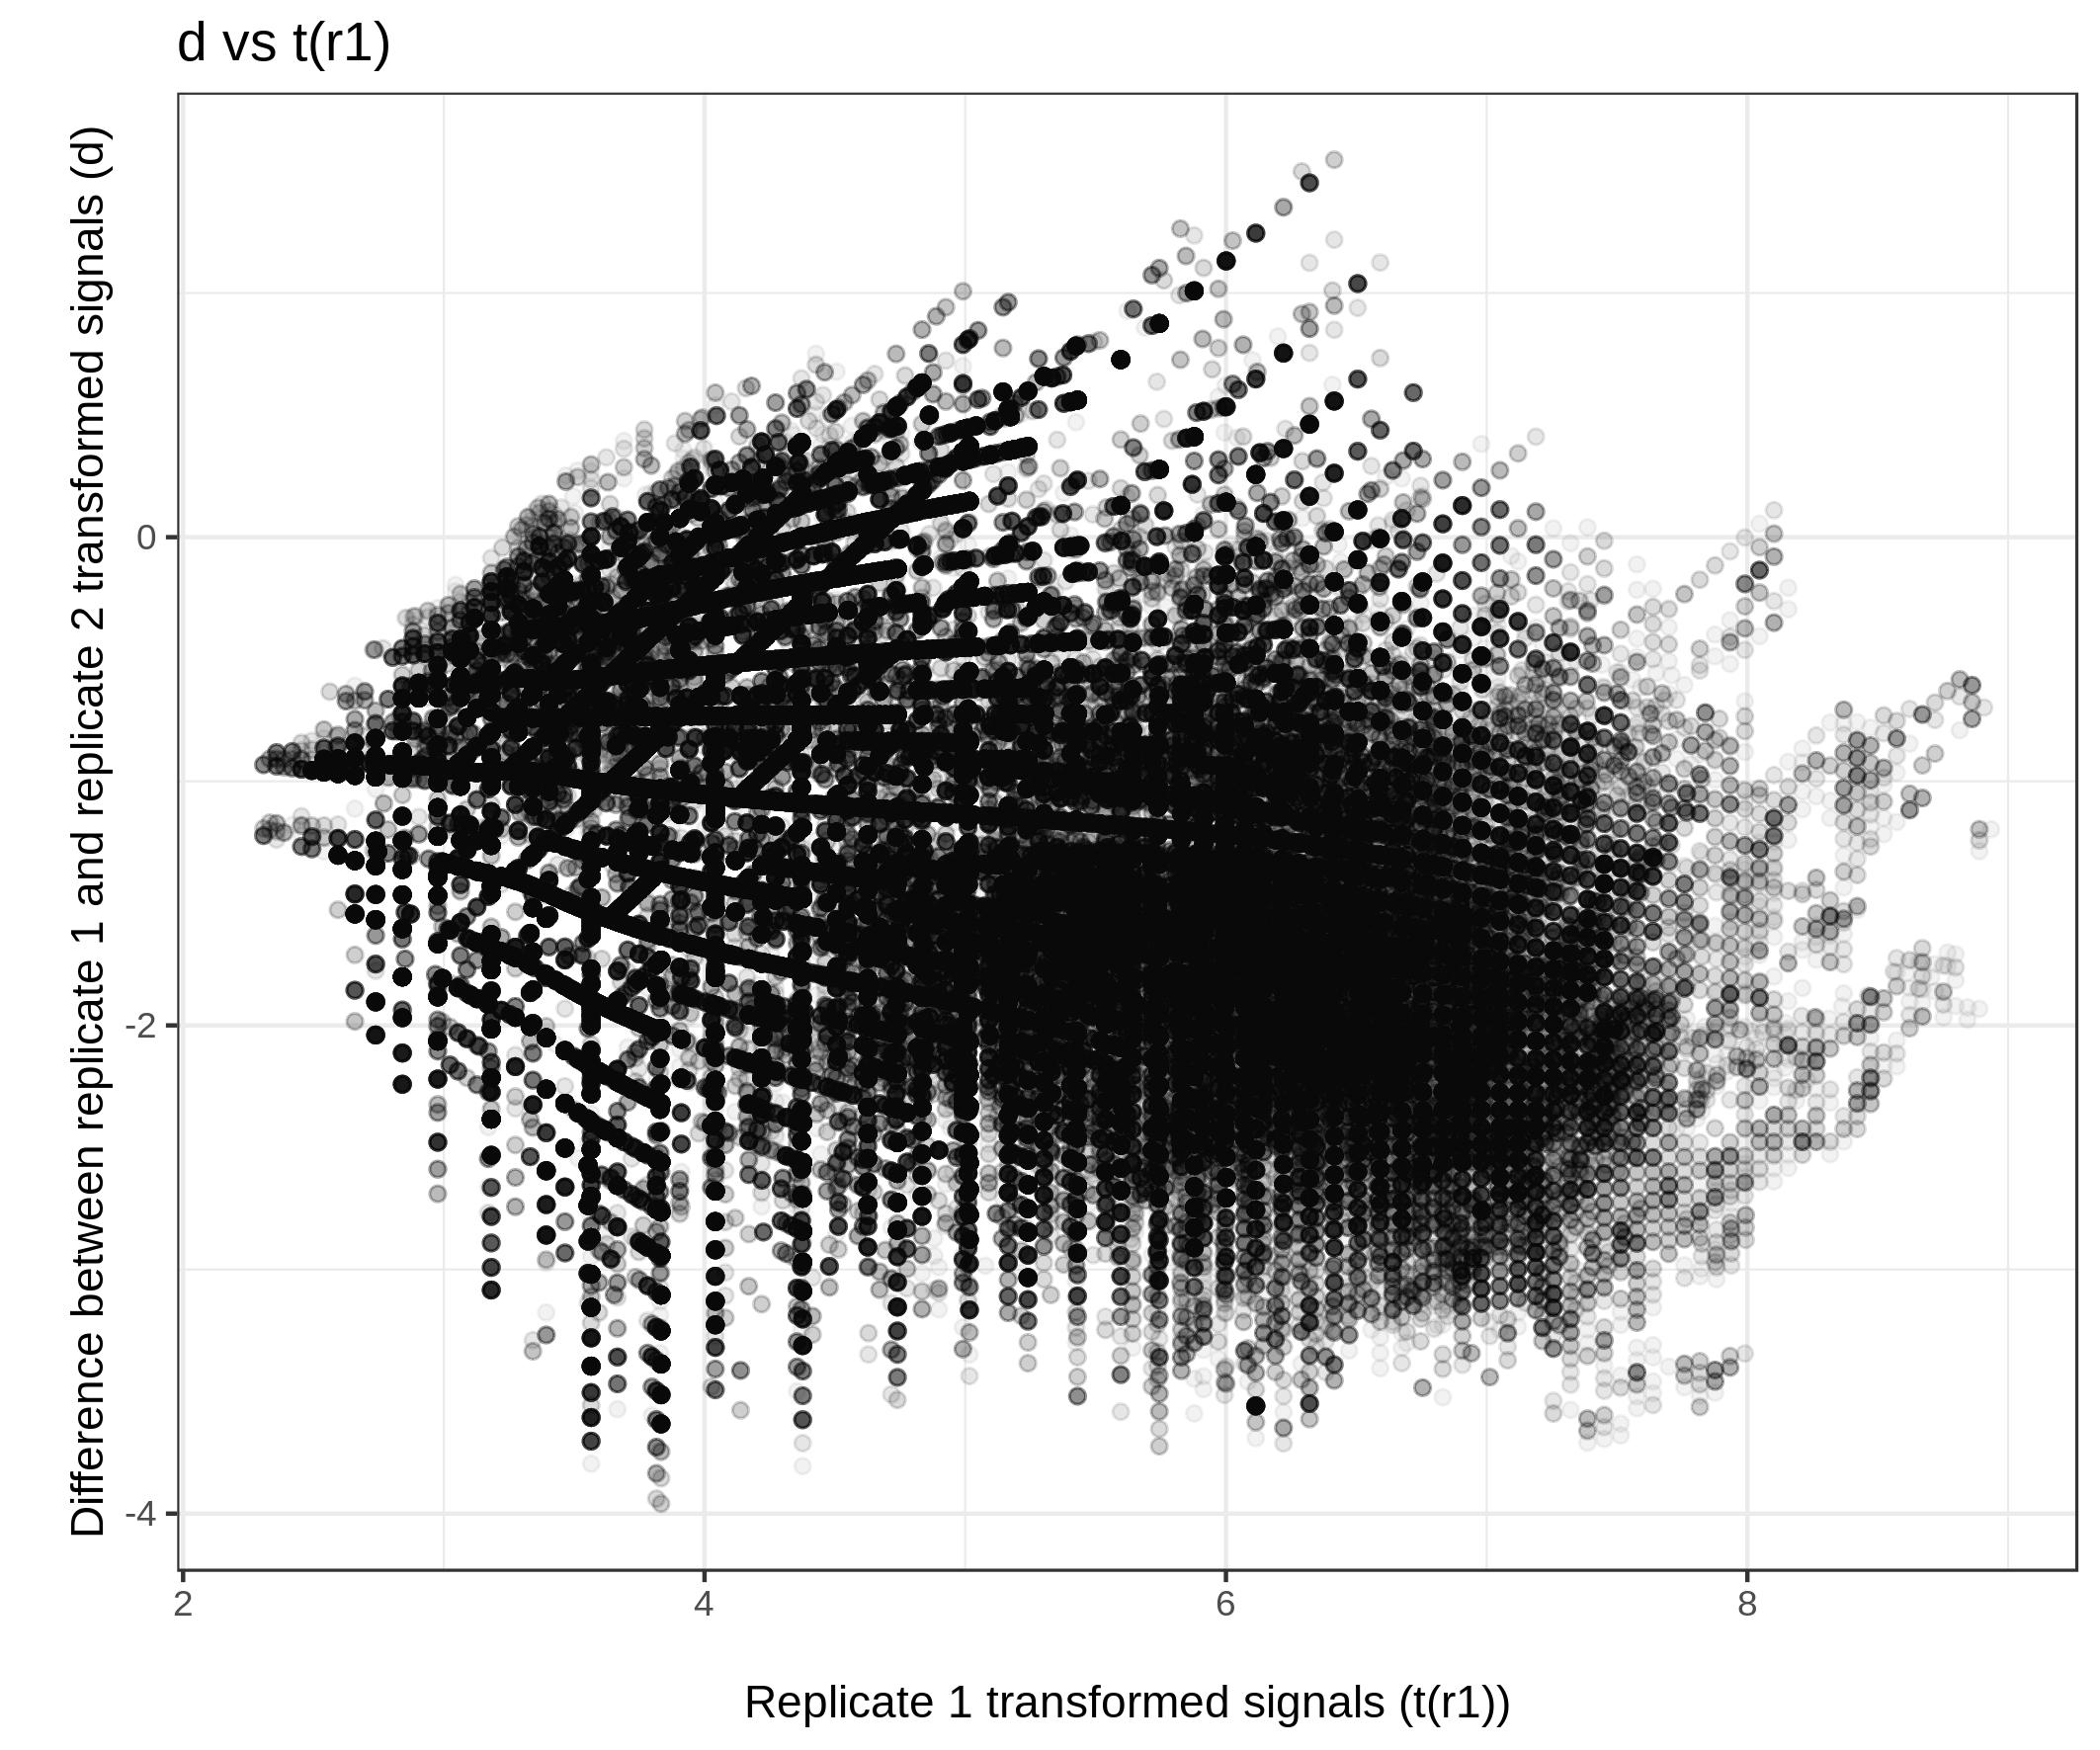 d vs t(r1)
Difference between replicate 1 and replicate 2 transformed signals (d)
0
-2
-4
2
4
6
8
Replicate 1 transformed signals (t(r1))